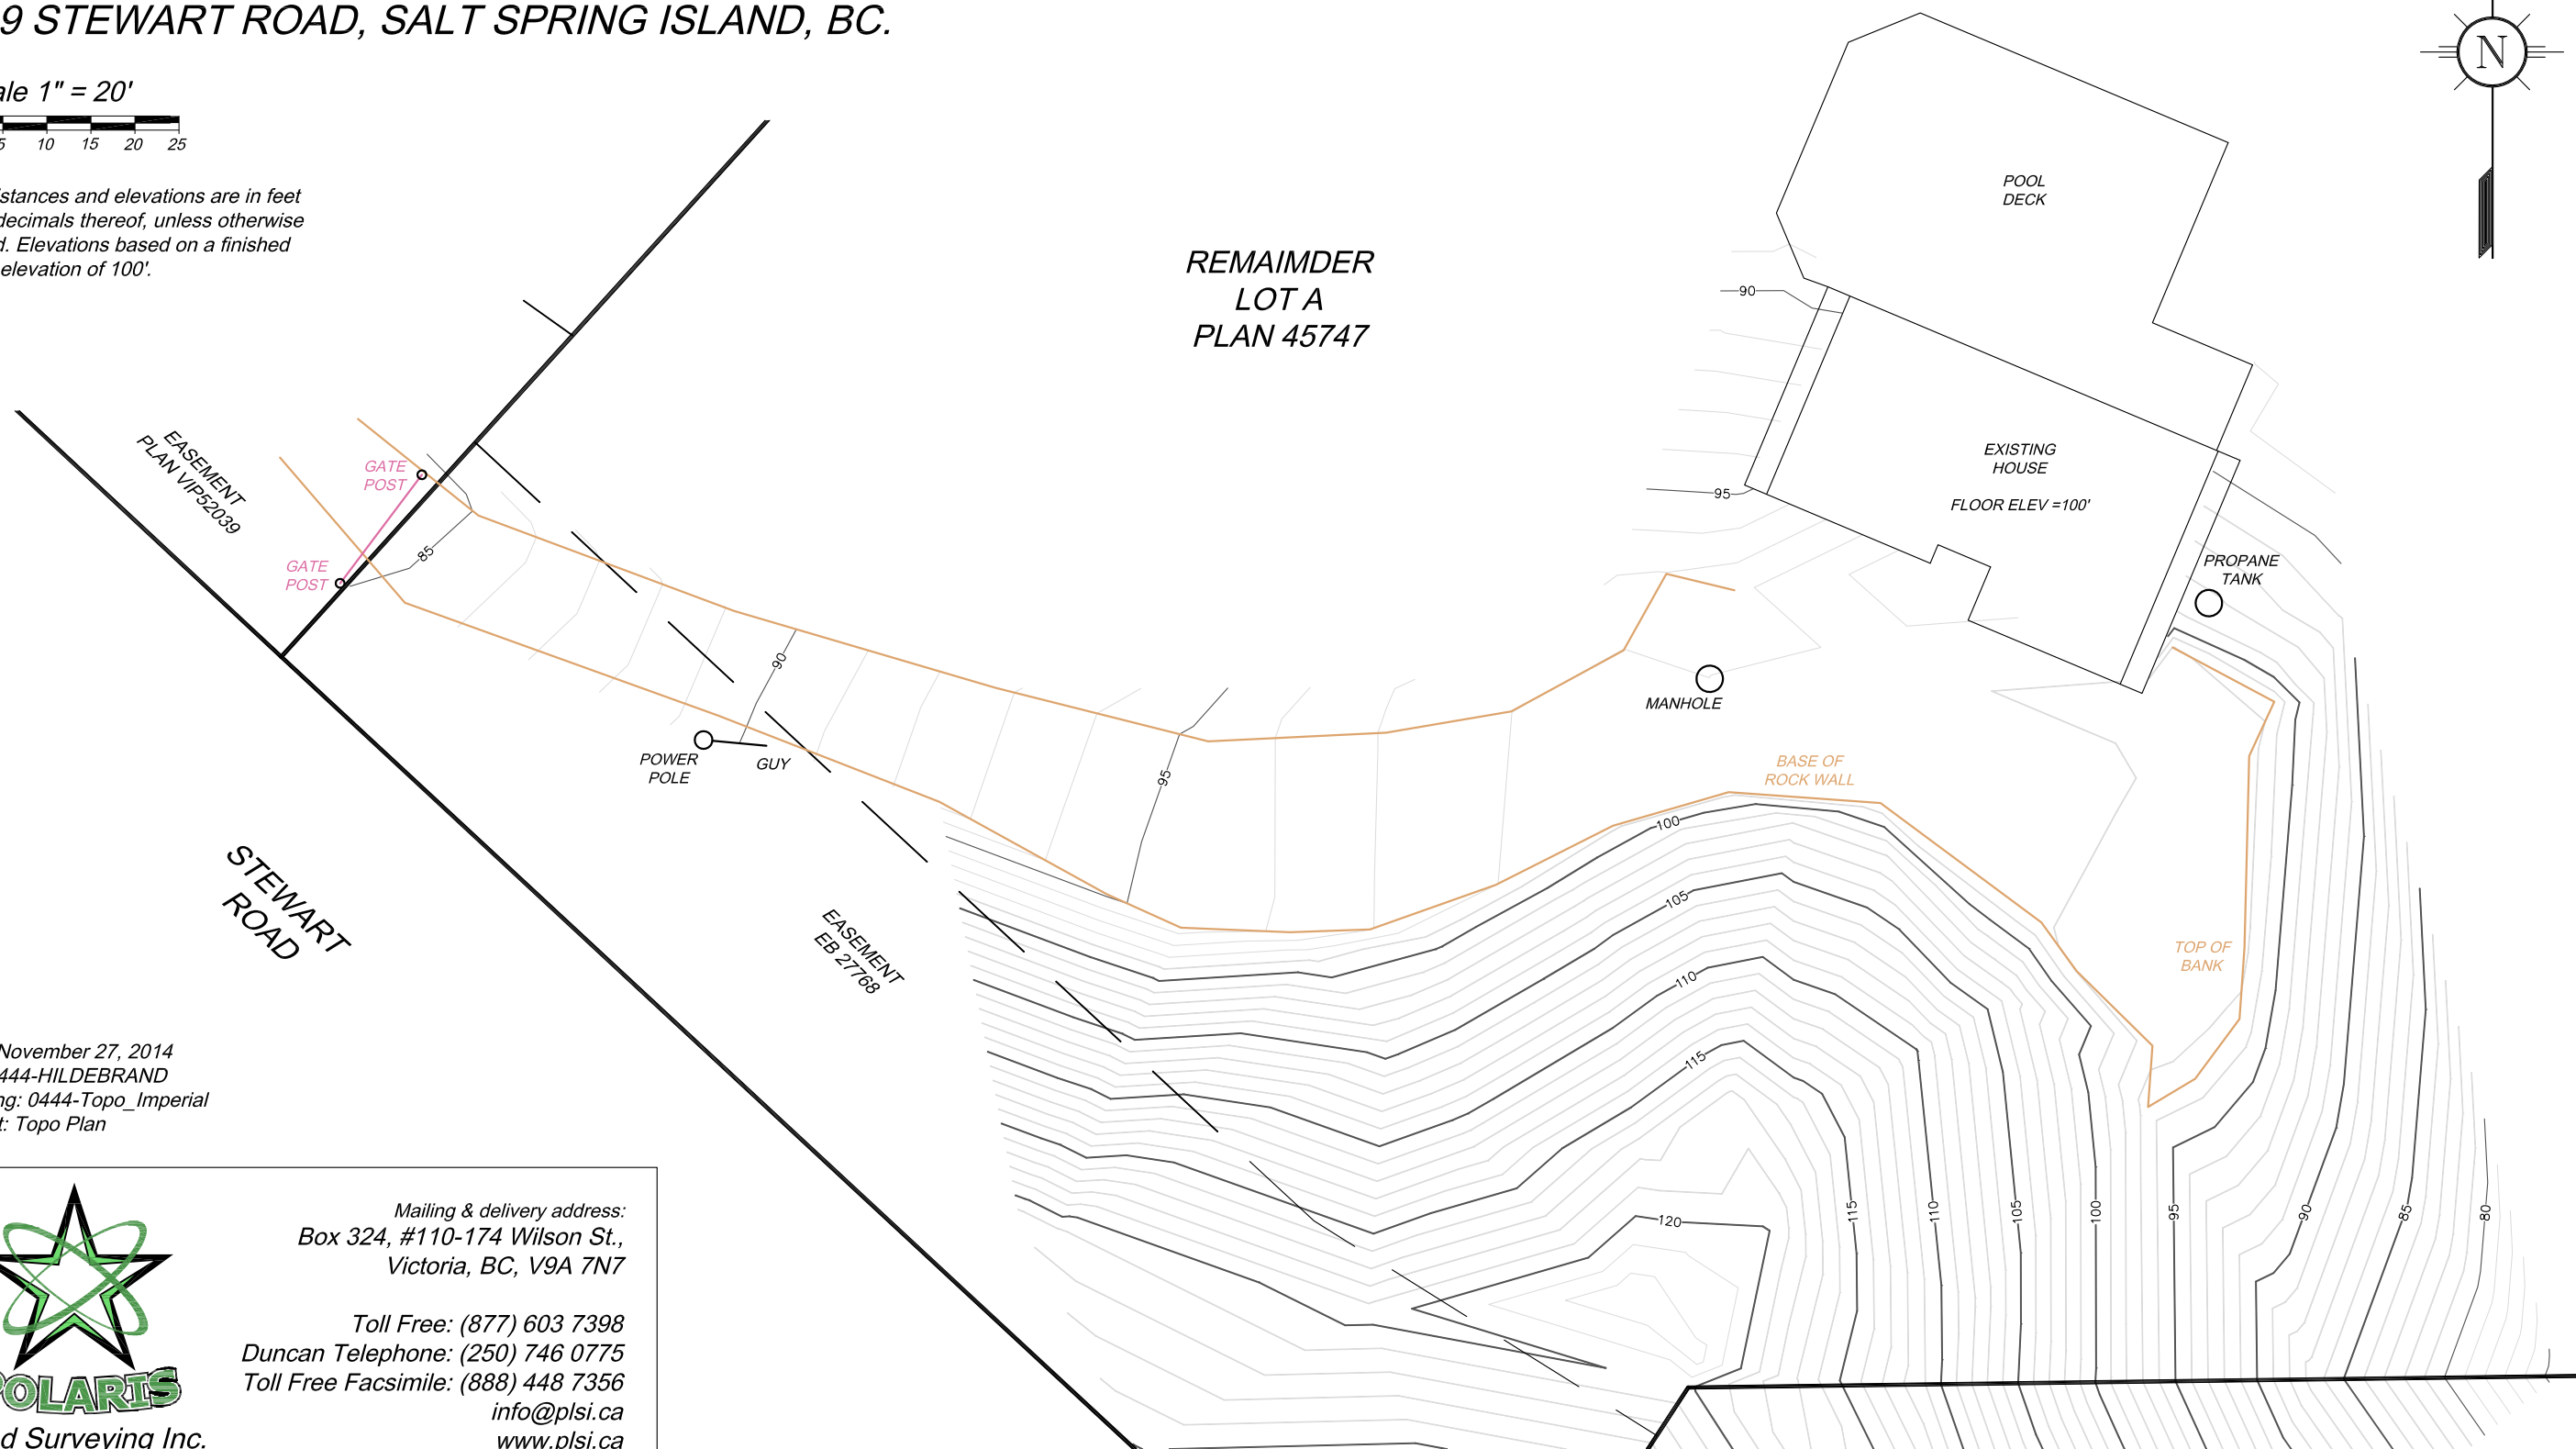 9 STEWART ROAD, SALT SPRING ISLAND, BC.
ale 1" = 20'
5 10 15 20 25
istances and elevations are in feet
decimals thereof, unless otherwise
d. Elevations based on a finished
elevation of 100'.
N
REMAIMDER
LOT A
PLAN 45747
POOL
DECK
90
95
EXISTING
HOUSE
FLOOR ELEV =100'
PROPANE
TANK
EASEMENT
PLAN VIP52039
GATE
POST
GATE
POST
85
90
95
POWER
POLE
GUY
MANHOLE
BASE OF
ROCK WALL
TOP OF
BANK
STEWART
ROAD
EASEMENT
EB 27768
100
105
110
115
120
115
110
105
100
95
90
85
80
November 27, 2014
444-HILDEBRAND
ng: 0444-Topo_Imperial
t: Topo Plan
Mailing & delivery address:
Box 324, #110-174 Wilson St.,
Victoria, BC, V9A 7N7
Toll Free: (877) 603 7398
Duncan Telephone: (250) 746 0775
Toll Free Facsimile: (888) 448 7356
info@plsi.ca
www.plsi.ca
POLARIS
d Surveying Inc.